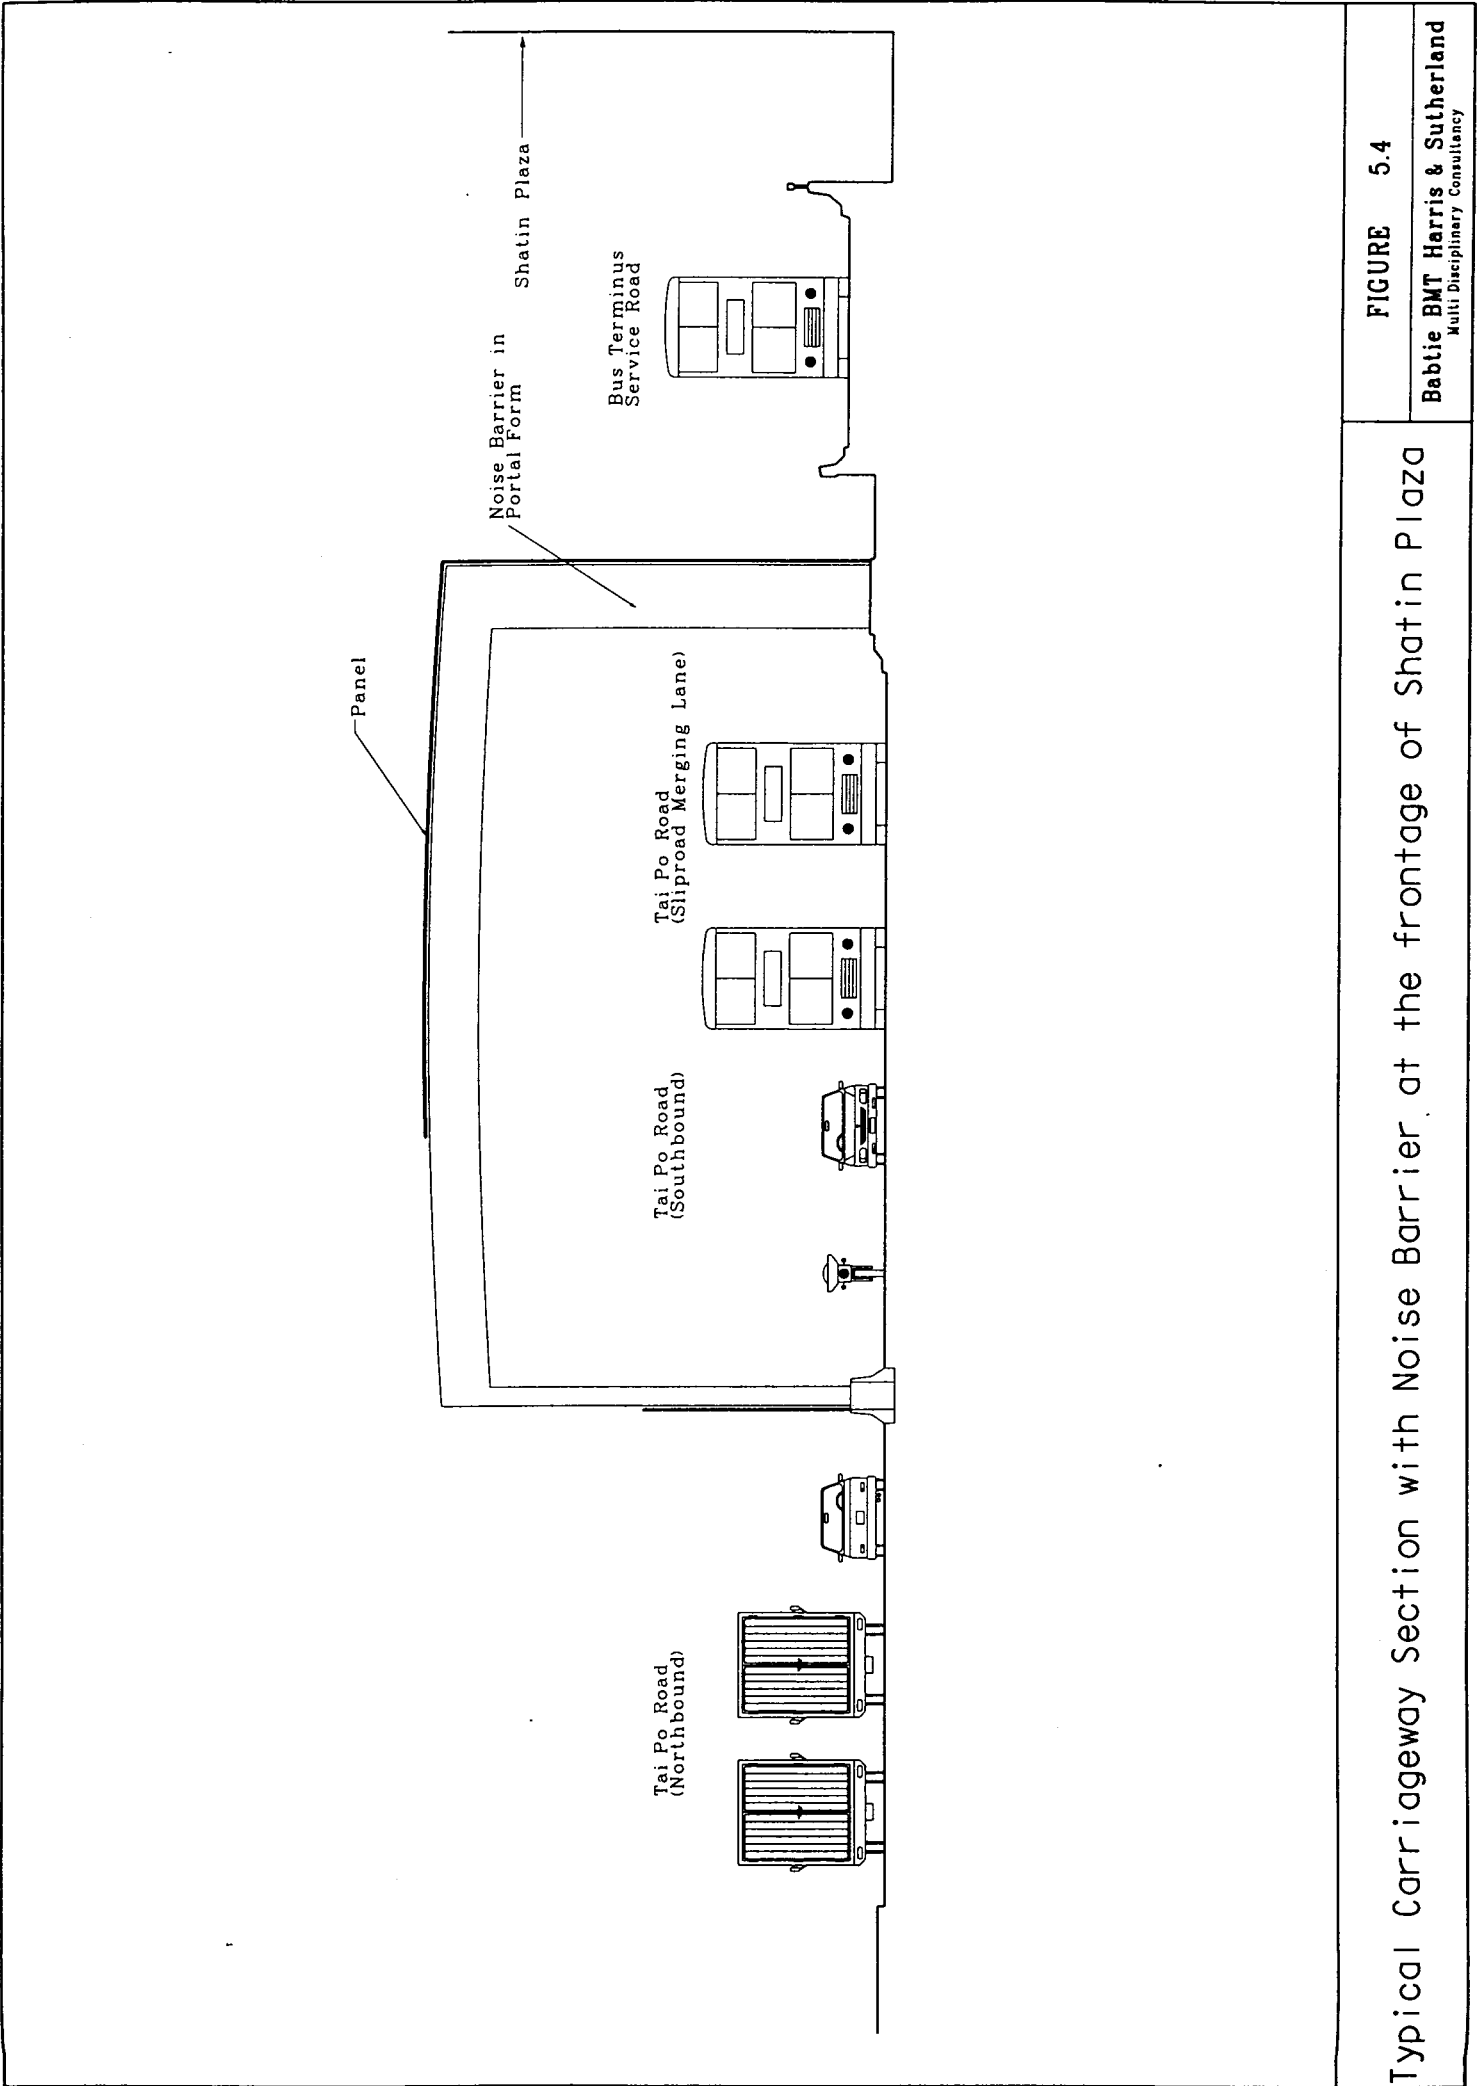 Panel
Noise Barrier in
Portal Form
Shatin Plaza
Bus Terminus
Service Road
Tai Po Road
(Northbound)
Tai Po Road
(Southbound)
Tai Po Road
(Sliproad Merging Lane)
Typical Carriageway Section with Noise Barrier at the frontage of Shatin Plaza
FIGURE 5.4
Babtie BMT Harris & Sutherland
Multi Disciplinary Consultancy